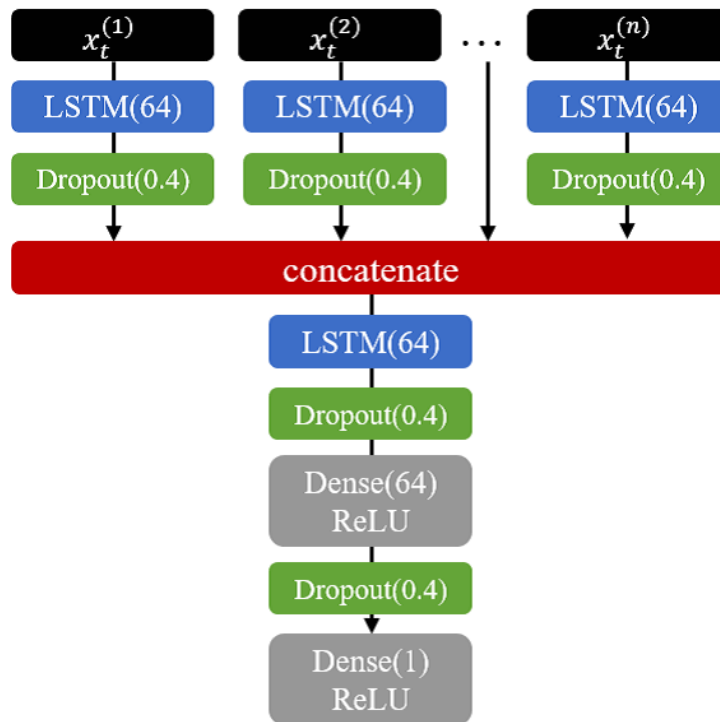 x_t^{(1)} x_t^{(2)} ... x_t^{(n)}
LSTM(64) LSTM(64) LSTM(64)
Dropout(0.4) Dropout(0.4) Dropout(0.4)
concatenate
LSTM(64)
Dropout(0.4)
Dense(64)
ReLU
Dropout(0.4)
Dense(1)
ReLU